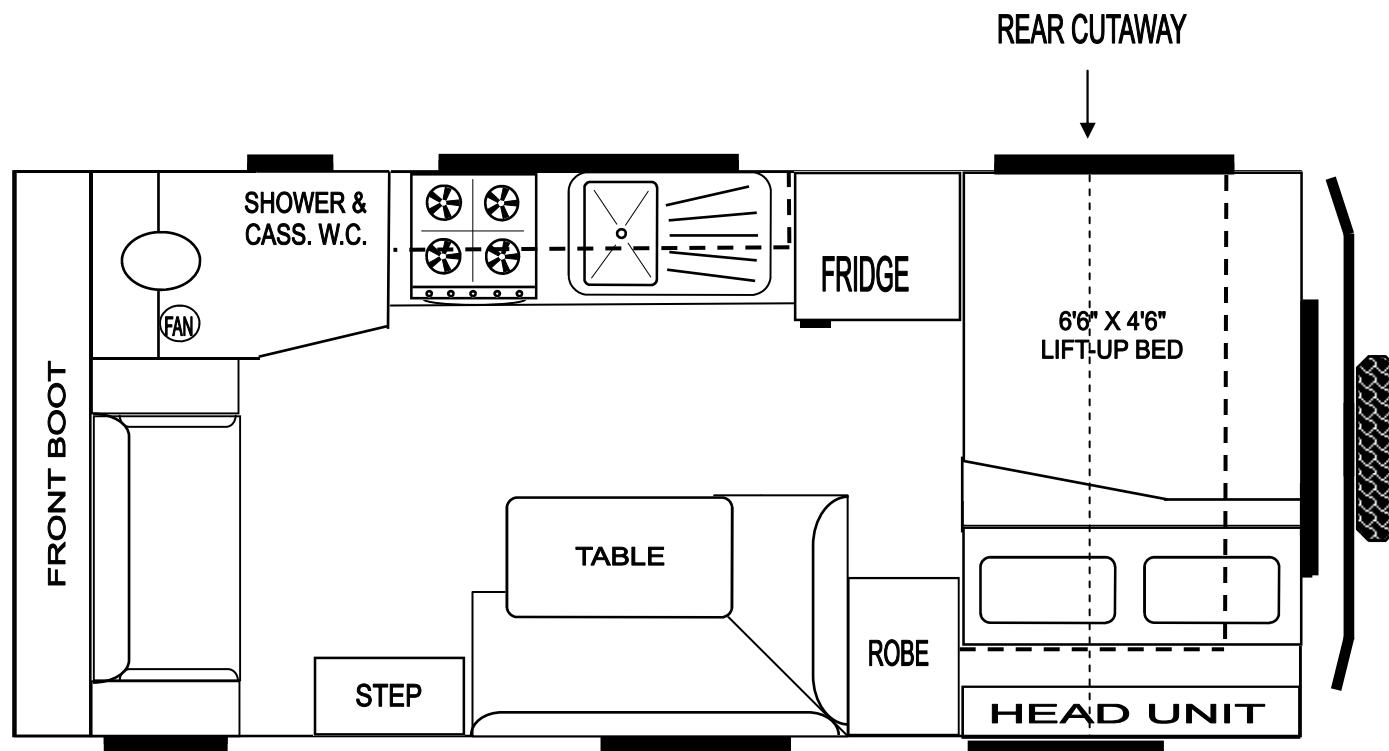 REAR CUTAWAY
SHOWER &
CASS. W.C.
FAN
FRIDGE
6'6" X 4'6"
LIFT-UP BED
FRONT BOOT
TABLE
STEP
ROBE
HEAD UNIT